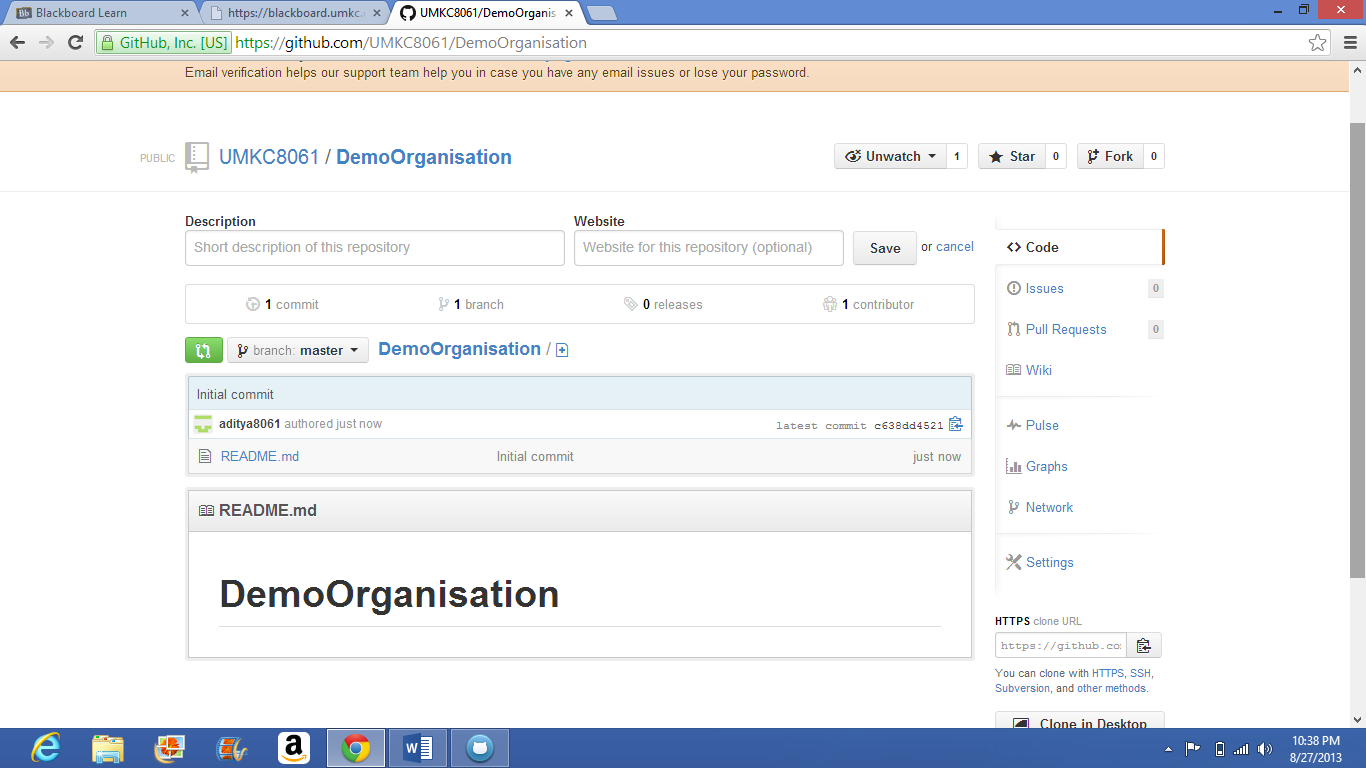 Blackboard Learn
https://blackboard.umkc.
UMKC8061/DemoOrganis
GitHub, Inc. [US] https://github.com/UMKC8061/DemoOrganisation
Email verification helps our support team help you in case you have any email issues or lose your password.
PUBLIC UMKC8061 / DemoOrganisation
Unwatch 1 Star 0 Fork 0
Description Website
Short description of this repository Website for this repository (optional) Save or cancel
1 commit 1 branch 0 releases 1 contributor
branch: master DemoOrganisation /
Initial commit
aditya8061 authored just now latest commit c638dd4521
README.md Initial commit just now
README.md
DemoOrganisation
Code
Issues 0
Pull Requests 0
Wiki
Pulse
Graphs
Network
Settings
HTTPS clone URL
https://github.co
You can clone with HTTPS, SSH,
Subversion, and other methods.
Clone in Desktop
10:38 PM
8/27/2013